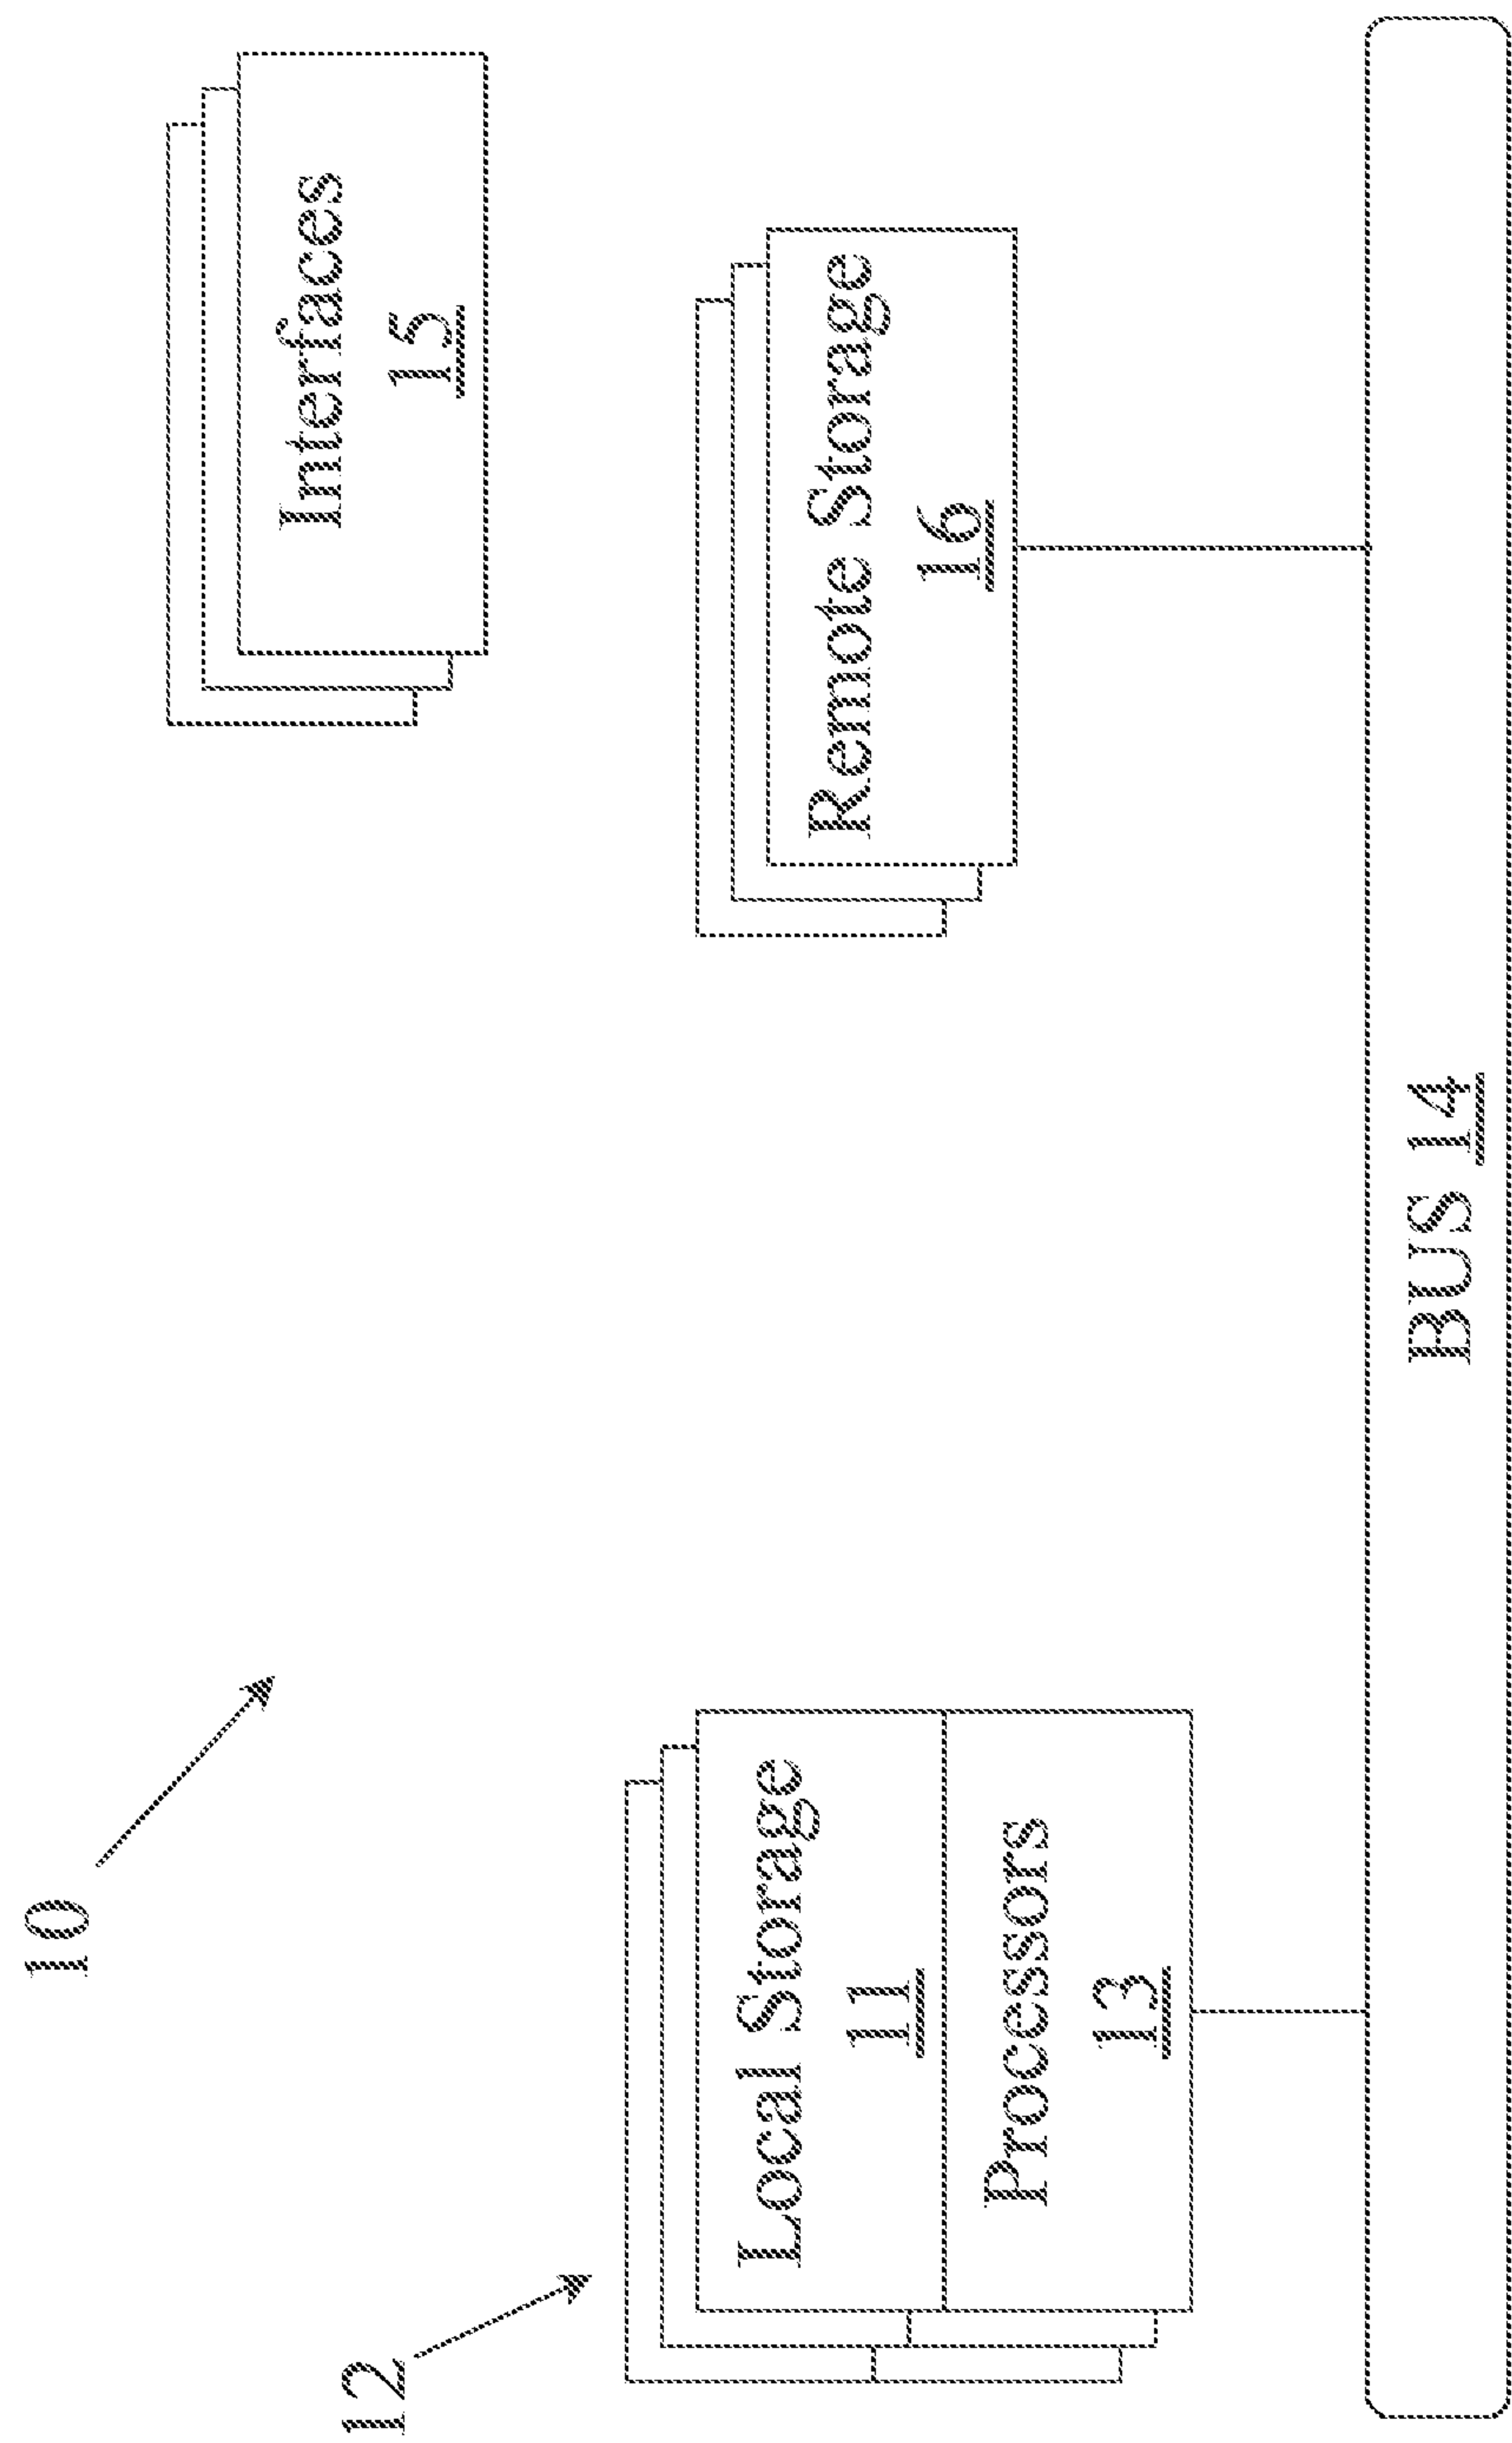 10
12
Local Storage
11
Processors
13
Interfaces
15
Remote Storage
16
BUS 14